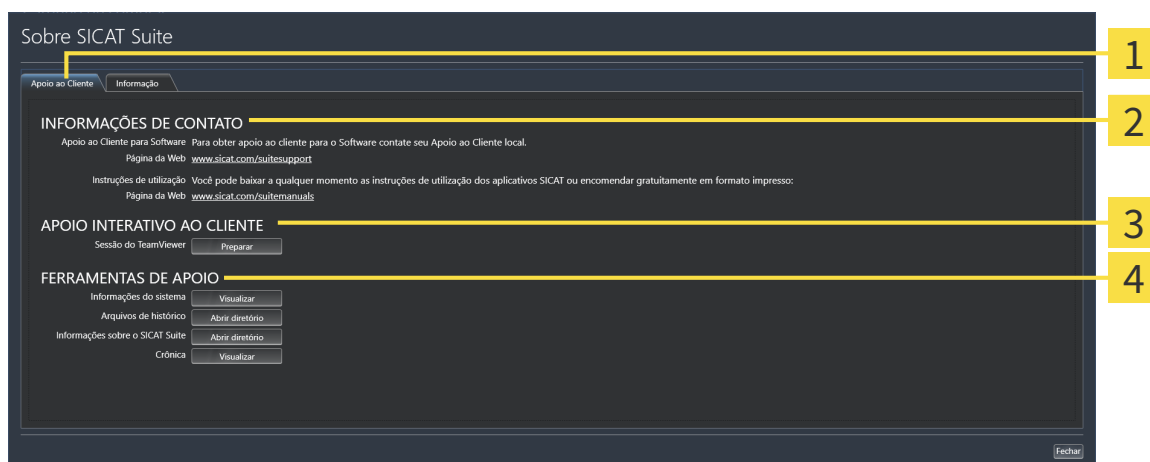 Sobre SICAT Suite
1
Apoio ao Cliente Informação
INFORMAÇÕES DE CONTATO
2
Apoio ao Cliente para Software Para obter apoio ao cliente para o Software contate seu Apoio ao Cliente local.
Página da Web www.sicat.com/suitesupport
Instruções de utilização Você pode baixar a qualquer momento as instruções de utilização dos aplicativos SICAT ou encomendar gratuitamente em formato impresso:
Página da Web www.sicat.com/suitemanuals
APOIO INTERATIVO AO CLIENTE
3
Sessão do TeamViewer Preparar
FERRAMENTAS DE APOIO
4
Informações do sistema Visualizar
Arquivos de histórico Abrir diretório
Informações sobre o SICAT Suite Abrir diretório
Crônica Visualizar
Fechar